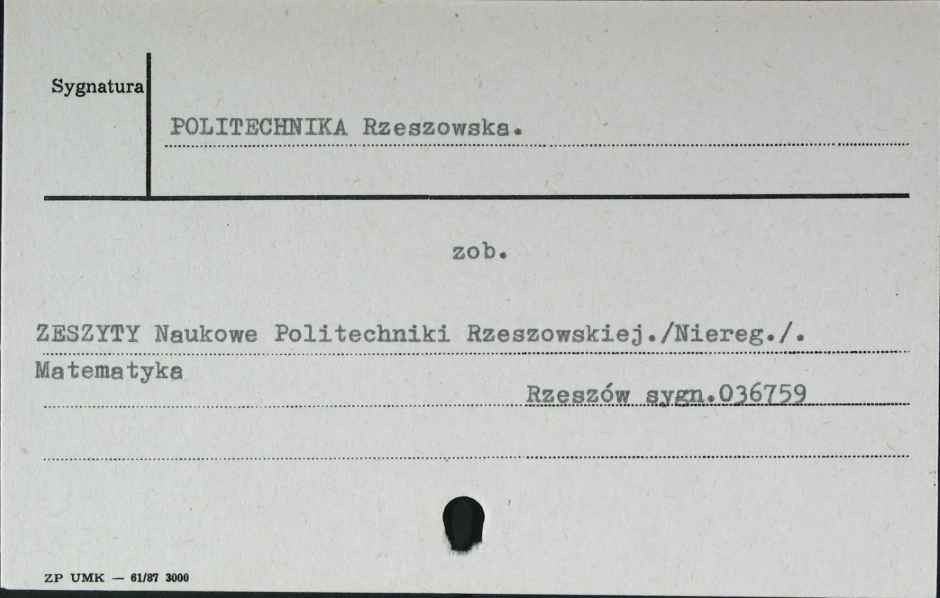 Sygnatura
POLITECHNIKA Rzeszowska.
zob.
ZESZYTY Naukowe Politechniki Rzeszowskiej./Niereg./.
Matematyka
Rzeszów sygn.036759
ZP UMK — 61/87 3000